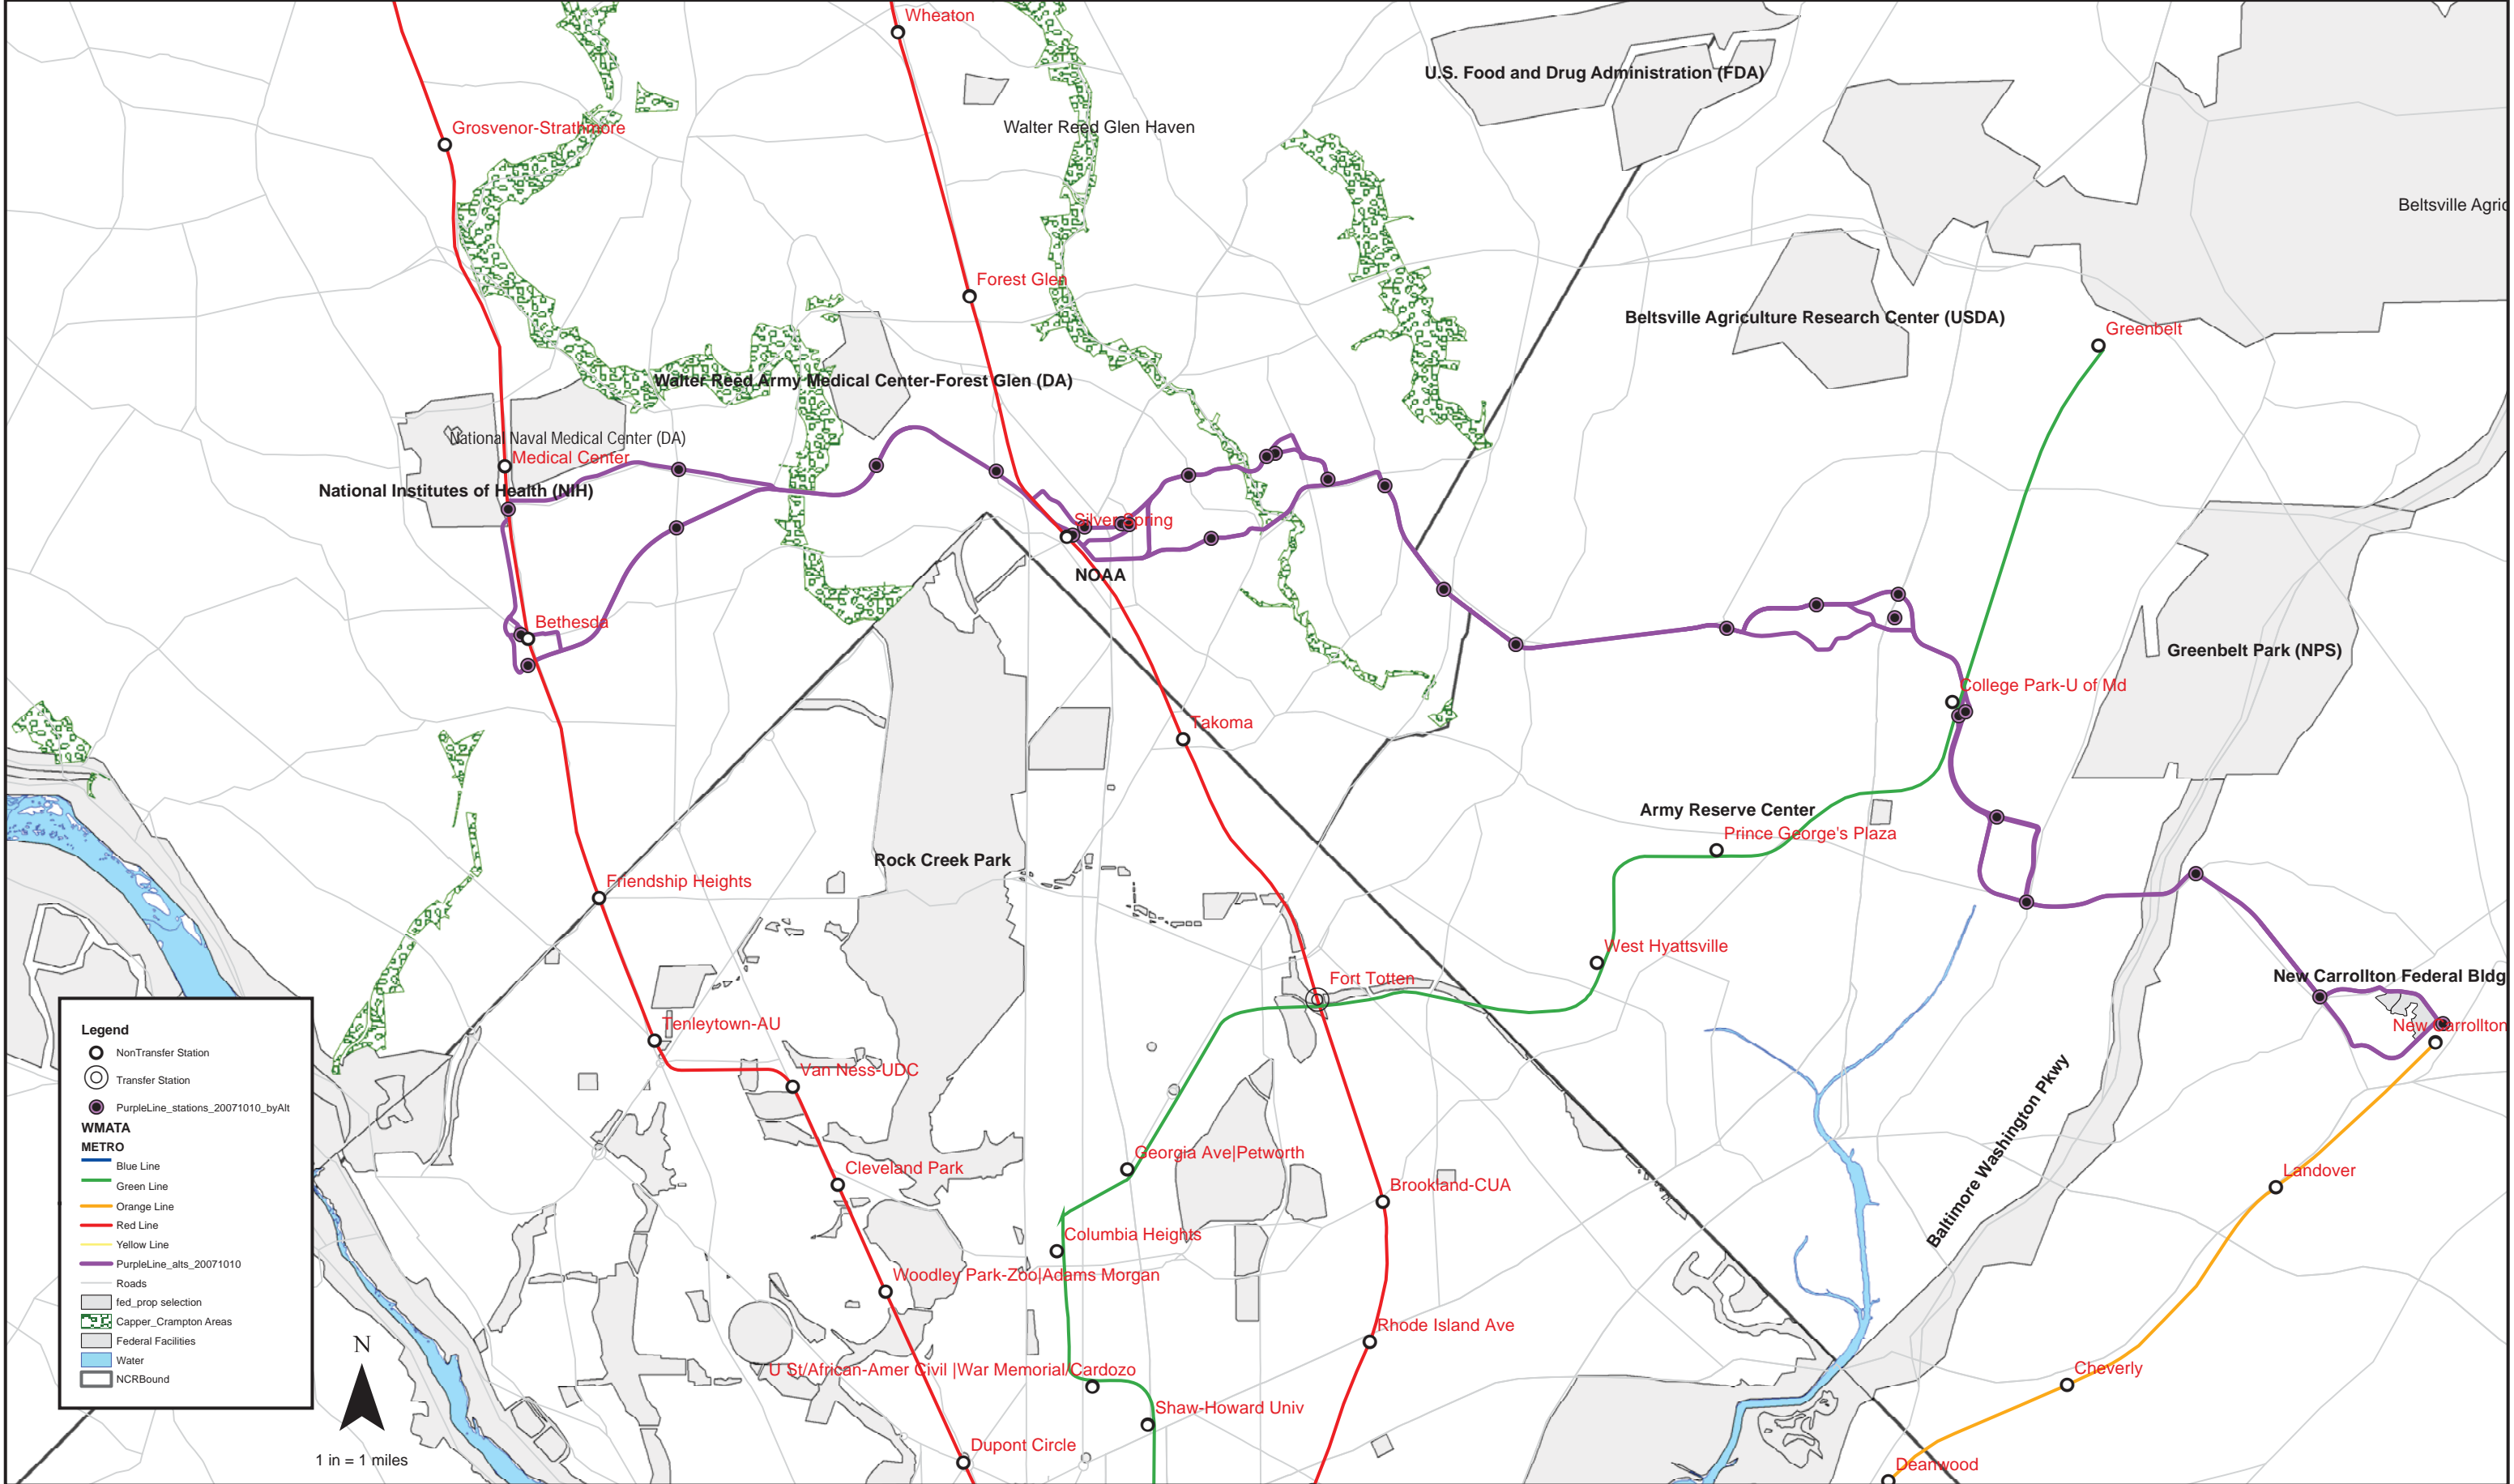 Wheaton
U.S. Food and Drug Administration (FDA)
Grosvenor-Strathmore
Walter Reed Glen Haven
Beltsville Agric
Forest Glen
Beltsville Agriculture Research Center (USDA)
Greenbelt
Walter Reed Army Medical Center-Forest Glen (DA)
National Naval Medical Center (DA)
Medical Center
National Institutes of Health (NIH)
Silver Spring
NOAA
Bethesda
Greenbelt Park (NPS)
College Park-U of Md
Takoma
Army Reserve Center
Prince George's Plaza
Rock Creek Park
Friendship Heights
West Hyattsville
Fort Totten
New Carrollton Federal Bldg
New Carrollton
Tenleytown-AU
Van Ness-UDC
Georgia Ave|Petworth
Cleveland Park
Brookland-CUA
Landover
Baltimore Washington Pkwy
Columbia Heights
Woodley Park-Zoo|Adams Morgan
Rhode Island Ave
U St/African-Amer Civil |War Memorial/Cardozo
Cheverly
Shaw-Howard Univ
Dupont Circle
Deanwood
Legend
NonTransfer Station
Transfer Station
PurpleLine_stations_20071010_byAlt
WMATA
METRO
Blue Line
Green Line
Orange Line
Red Line
Yellow Line
PurpleLine_alts_20071010
Roads
fed_prop selection
Capper_Crampton Areas
Federal Facilities
Water
NCRBound
N
1 in = 1 miles